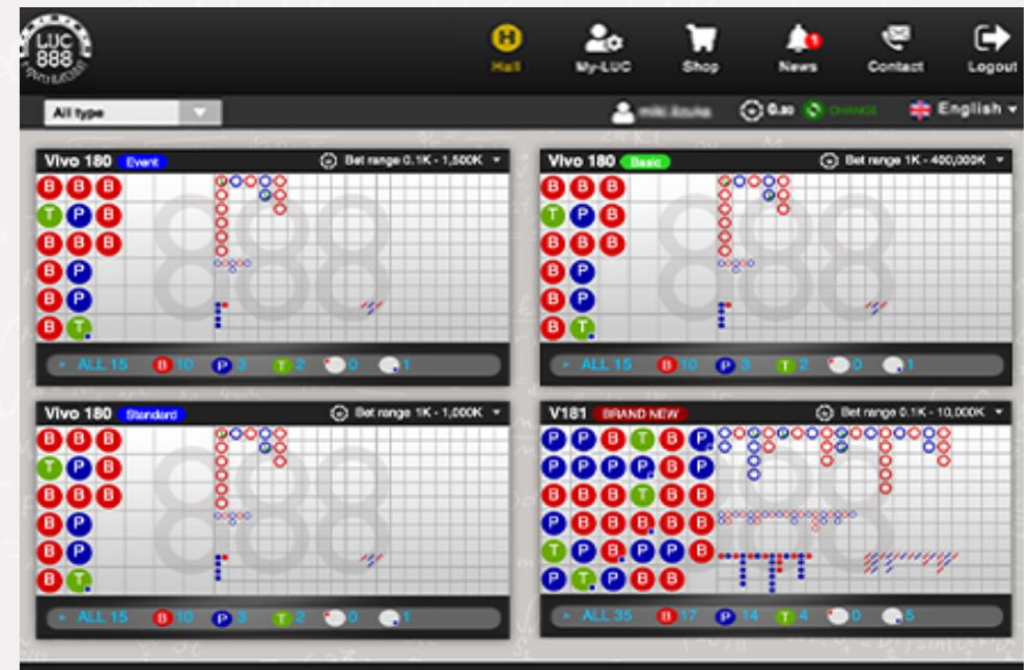 LUC
888
Hall My-LUC Shop News Contact Logout
1
All type
0.80 CHANGE English
Vivo 180 Event Bet range 0.1K - 1,500K
B B B
T P B
B B B
B P
B P
B T
ALL 15 B 10 P 3 T 2 0 1
Vivo 180 Basic Bet range 1K - 400,000K
B B B
T P B
B B B
B P
B P
B T
ALL 15 B 10 P 3 T 2 0 1
Vivo 180 Standard Bet range 1K - 1,000K
B B B
T P B
B B B
B P
B P
B T
ALL 15 B 10 P 3 T 2 0 1
V181 BRAND NEW Bet range 0.1K - 10,000K
P P B T B P
P P P P B P
B B B T B B
P B B B B B
T P B P P B
P T P B B
ALL 35 B 17 P 14 T 4 0 5